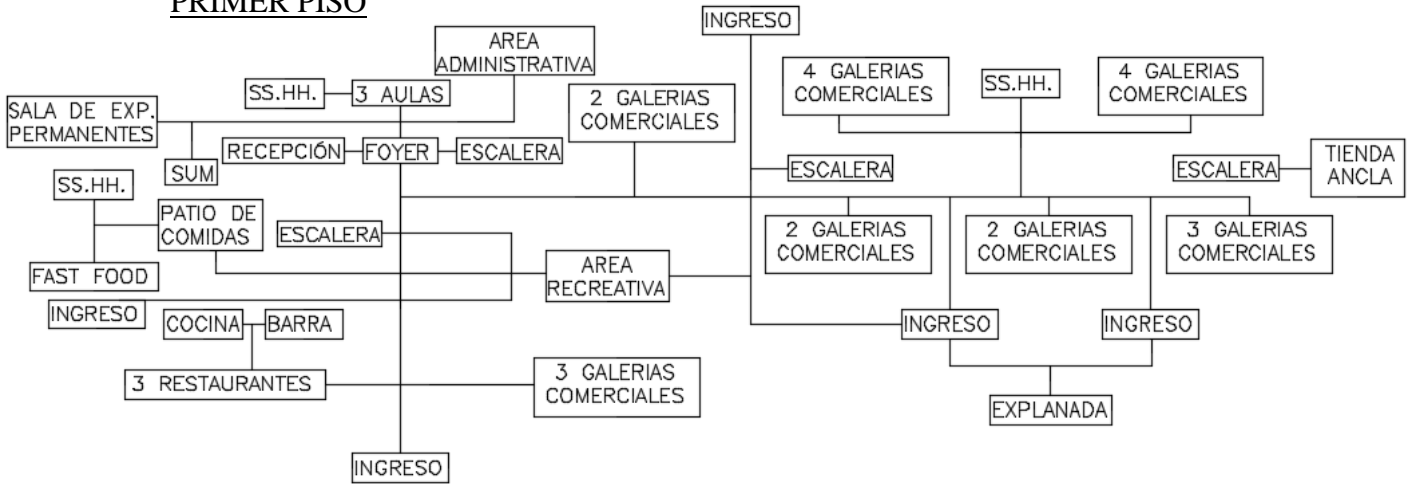 PRIMER PISO
INGRESO
AREA
ADMINISTRATIVA
4 GALERIAS
COMERCIALES
SS.HH.
4 GALERIAS
COMERCIALES
SS.HH.
3 AULAS
2 GALERIAS
COMERCIALES
SALA DE EXP.
PERMANENTES
RECEPCIÓN
FOYER
ESCALERA
TIENDA
ANCLA
SUM
ESCALERA
ESCALERA
SS.HH.
PATIO DE
COMIDAS
ESCALERA
2 GALERIAS
COMERCIALES
2 GALERIAS
COMERCIALES
3 GALERIAS
COMERCIALES
FAST FOOD
AREA
RECREATIVA
INGRESO
COCINA
BARRA
INGRESO
INGRESO
3 RESTAURANTES
3 GALERIAS
COMERCIALES
EXPLANADA
INGRESO